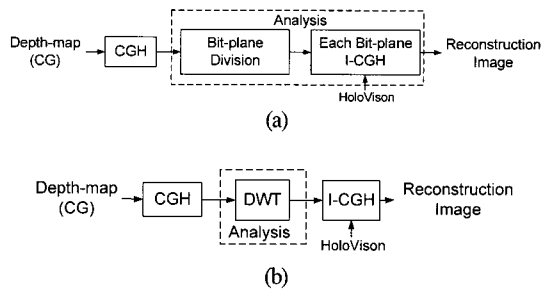 Analysis
Depth-map
(CG)
CGH
Bit-plane
Division
Each Bit-plane
I-CGH
Reconstruction
Image
HoloVison
(a)
Depth-map
(CG)
CGH
DWT
Analysis
I-CGH
Reconstruction
Image
HoloVison
(b)